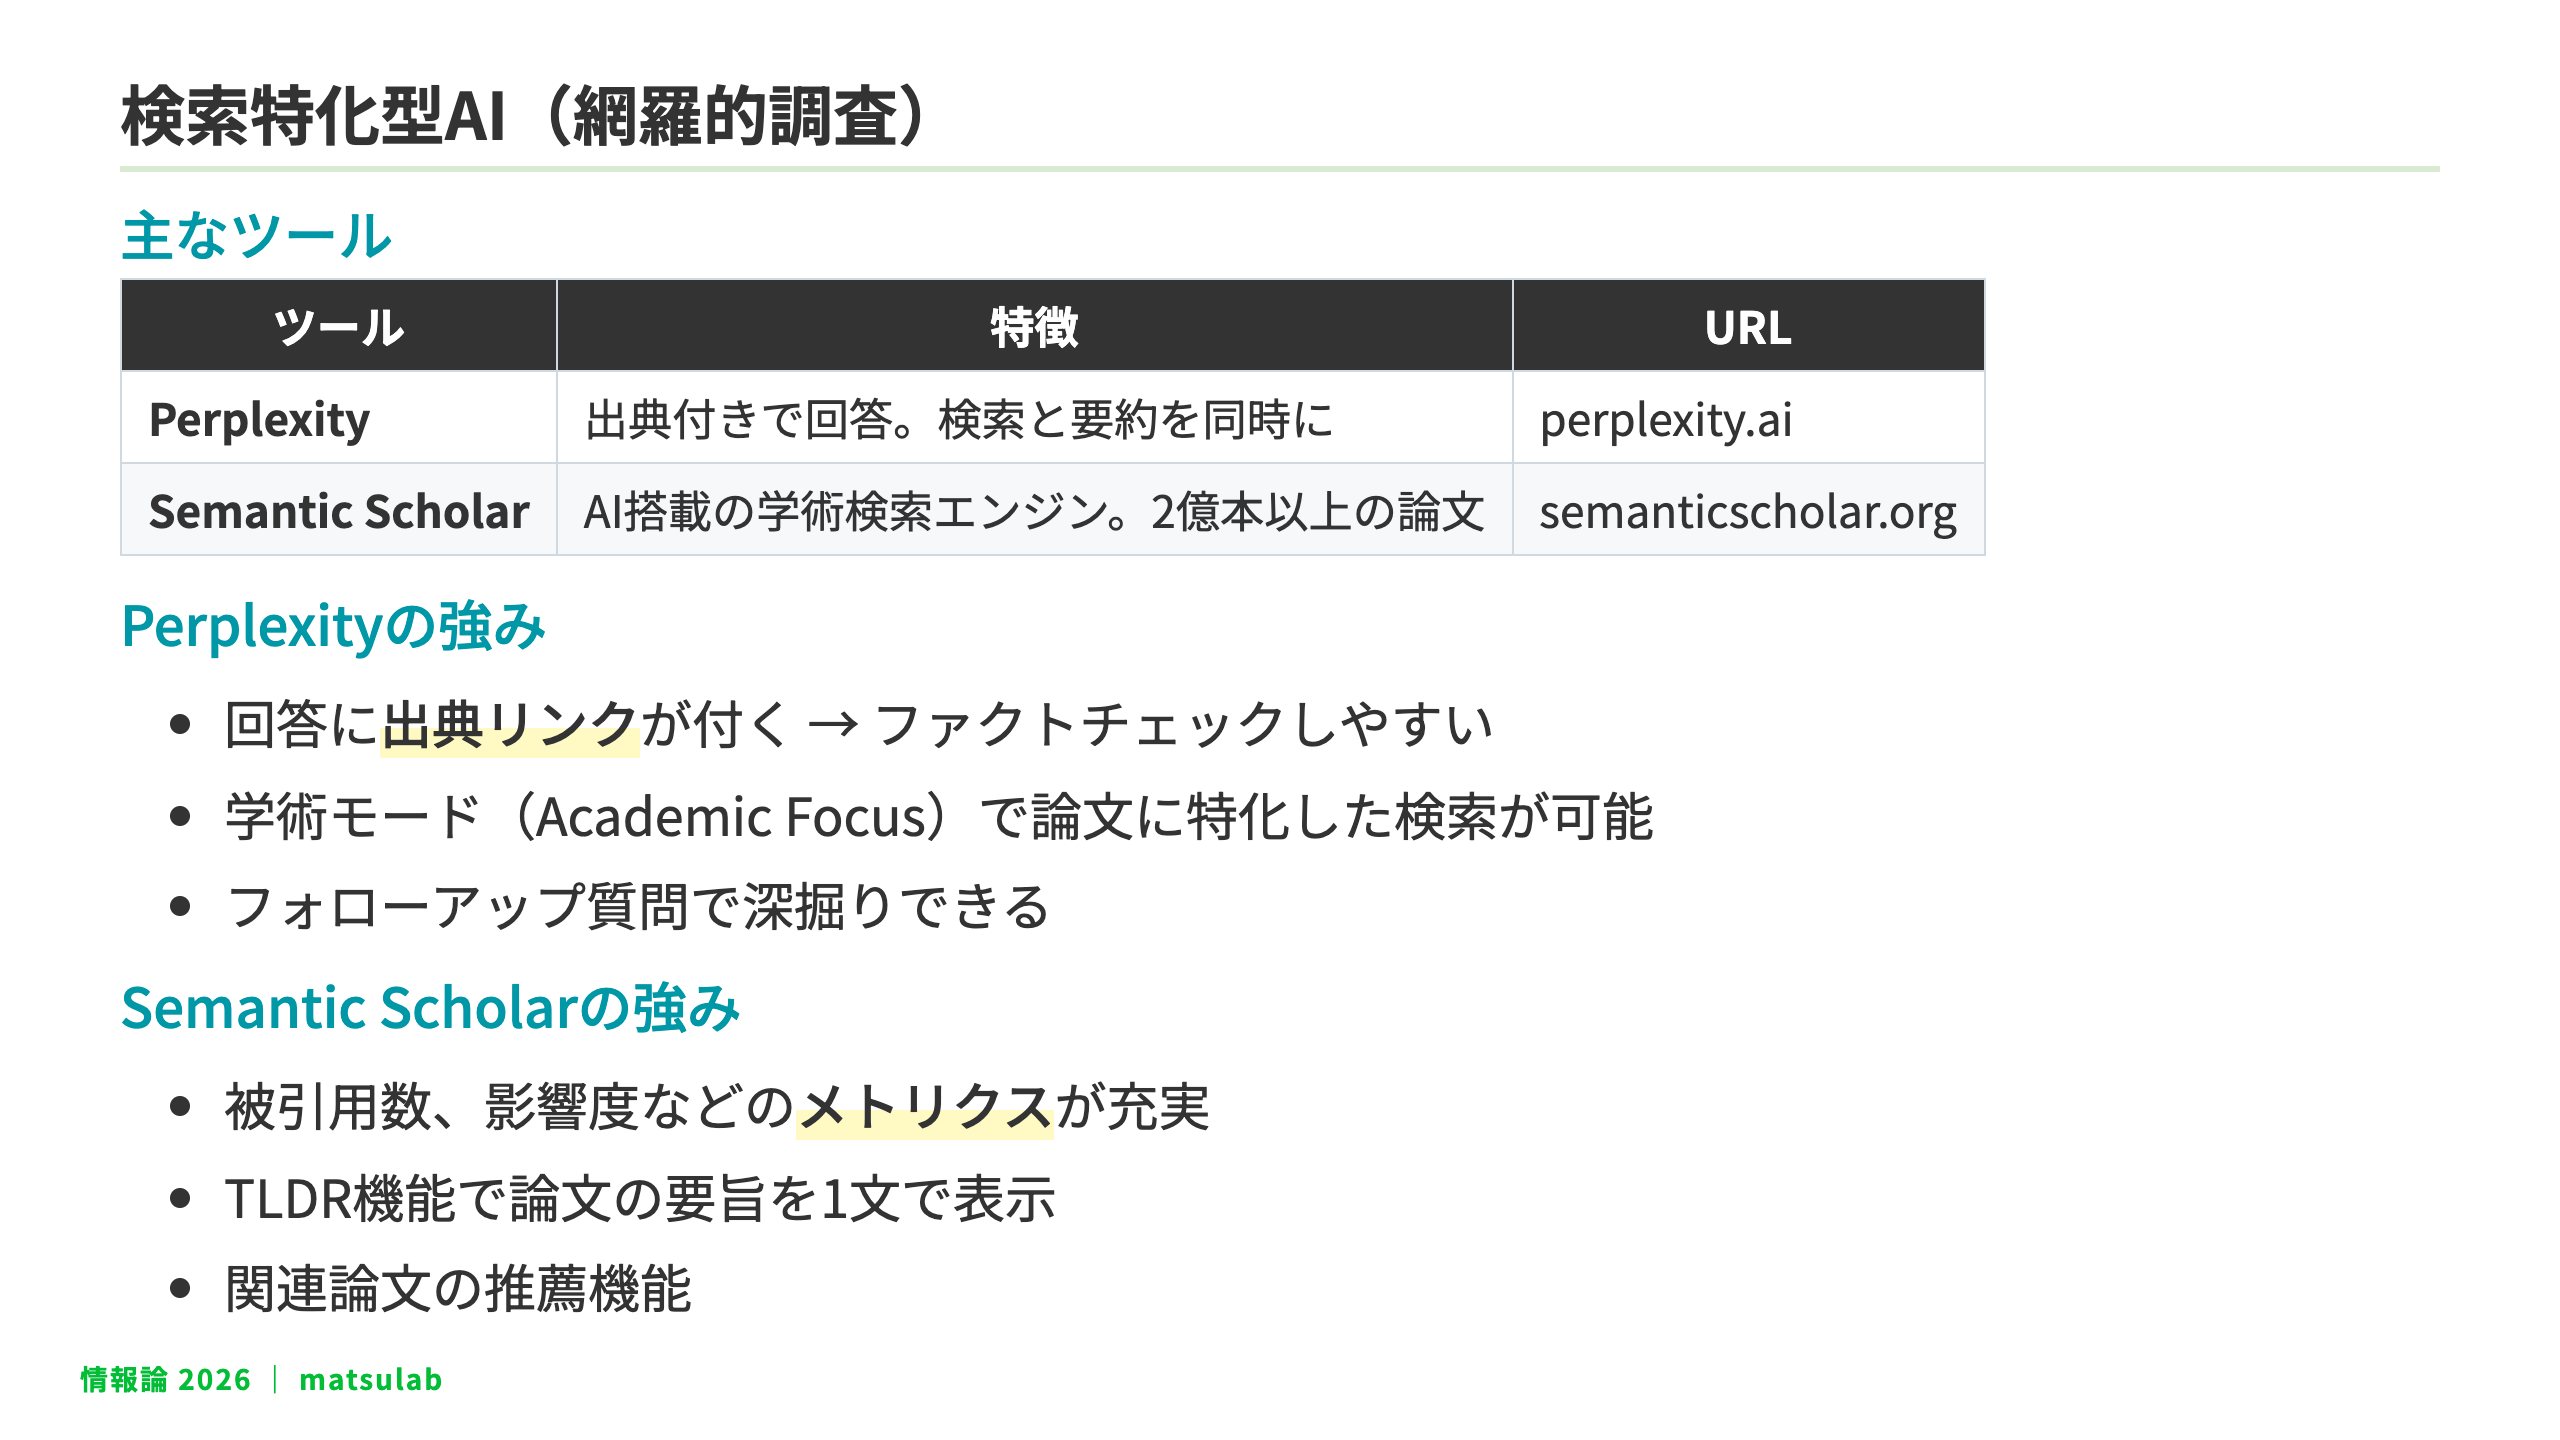 検索特化型AI（網羅的調査）
主なツール
ツール 特徴 URL
Perplexity 出典付きで回答。検索と要約を同時に perplexity.ai
Semantic Scholar AI搭載の学術検索エンジン。2億本以上の論文 semanticscholar.org
Perplexityの強み
• 回答に出典リンクが付く → ファクトチェックしやすい
• 学術モード（Academic Focus）で論文に特化した検索が可能
• フォローアップ質問で深掘りできる
Semantic Scholarの強み
• 被引用数、影響度などのメトリクスが充実
• TLDR機能で論文の要旨を1文で表示
• 関連論文の推薦機能
情報論 2026 ｜ matsulab